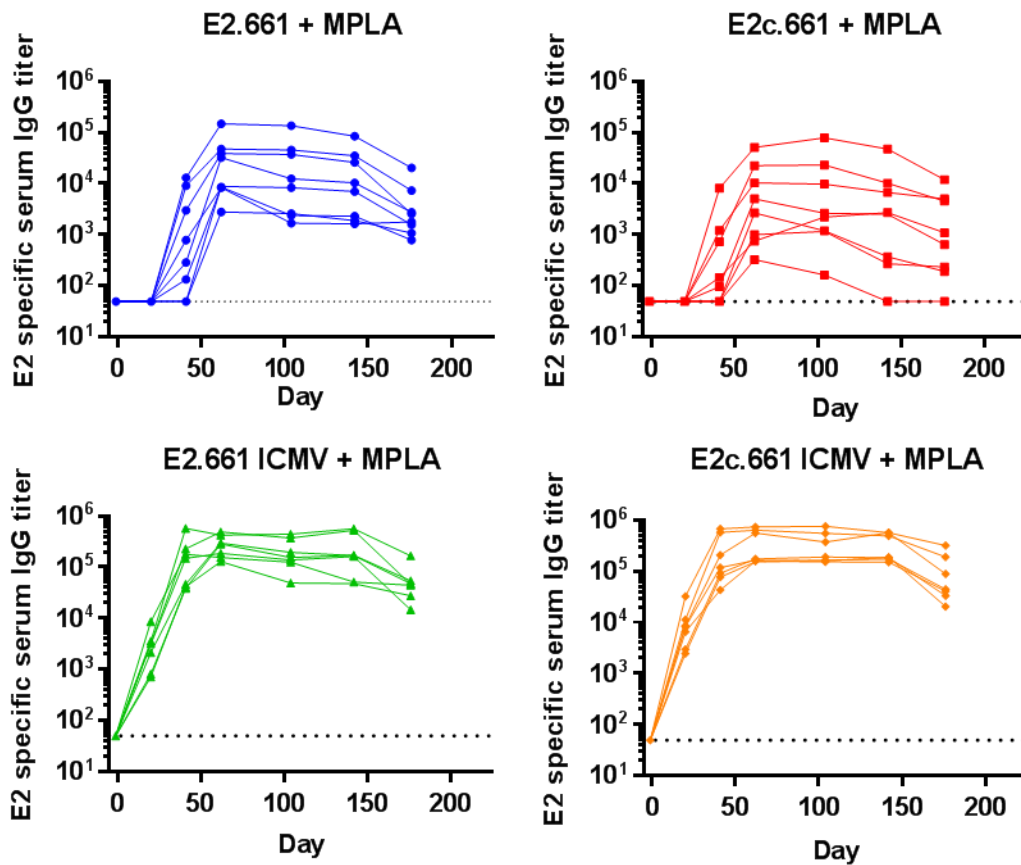 E2.661 + MPLA
E2 specific serum IgG titer
10⁶
10⁵
10⁴
10³
10²
10¹
0 50 100 150 200
Day
E2c.661 + MPLA
E2 specific serum IgG titer
10⁶
10⁵
10⁴
10³
10²
10¹
0 50 100 150 200
Day
E2.661 ICMV + MPLA
E2 specific serum IgG titer
10⁶
10⁵
10⁴
10³
10²
10¹
0 50 100 150 200
Day
E2c.661 ICMV + MPLA
E2 specific serum IgG titer
10⁶
10⁵
10⁴
10³
10²
10¹
0 50 100 150 200
Day